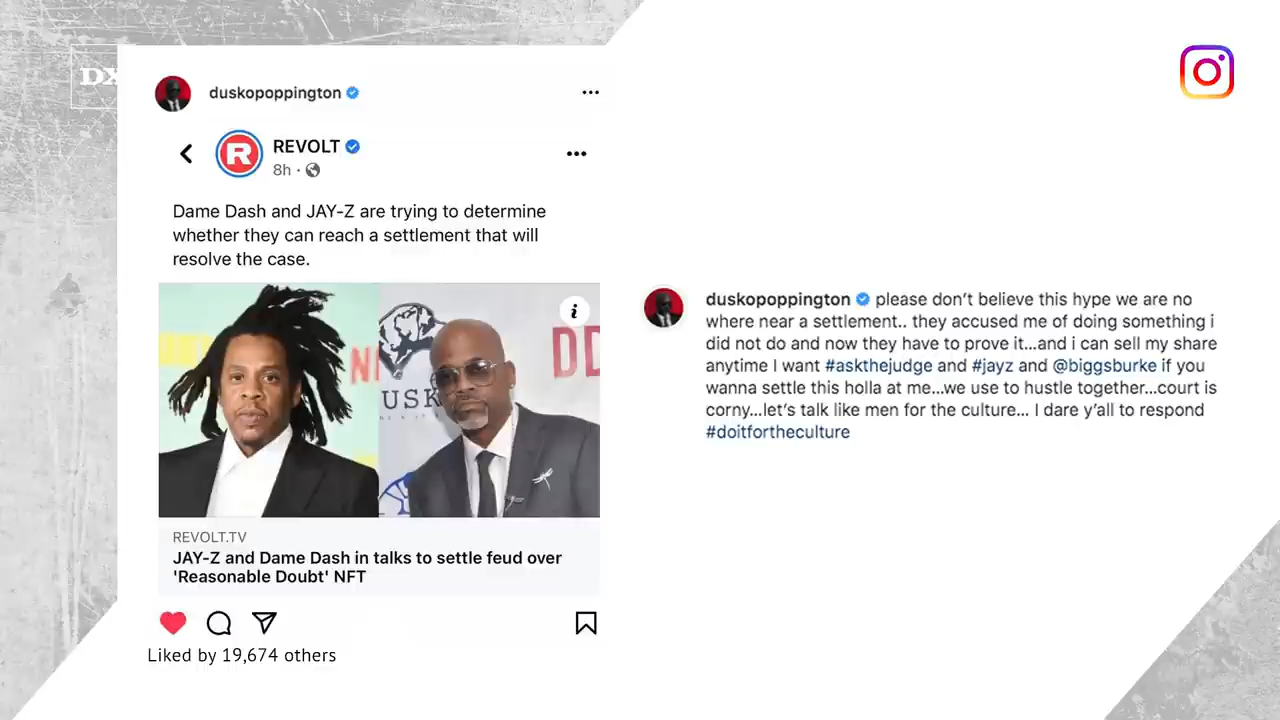 DX
duskopoppington
REVOLT
8h
Dame Dash and JAY-Z are trying to determine
whether they can reach a settlement that will
resolve the case.
NF
USK
DD
REVOLT.TV
JAY-Z and Dame Dash in talks to settle feud over
'Reasonable Doubt' NFT
Liked by 19,674 others
duskopoppington please don't believe this hype we are no
where near a settlement.. they accused me of doing something i
did not do and now they have to prove it...and i can sell my share
anytime I want #askthejudge and #jayz and @biggsburke if you
wanna settle this holla at me...we use to hustle together...court is
corny...let's talk like men for the culture... I dare y'all to respond
#doitfortheculture